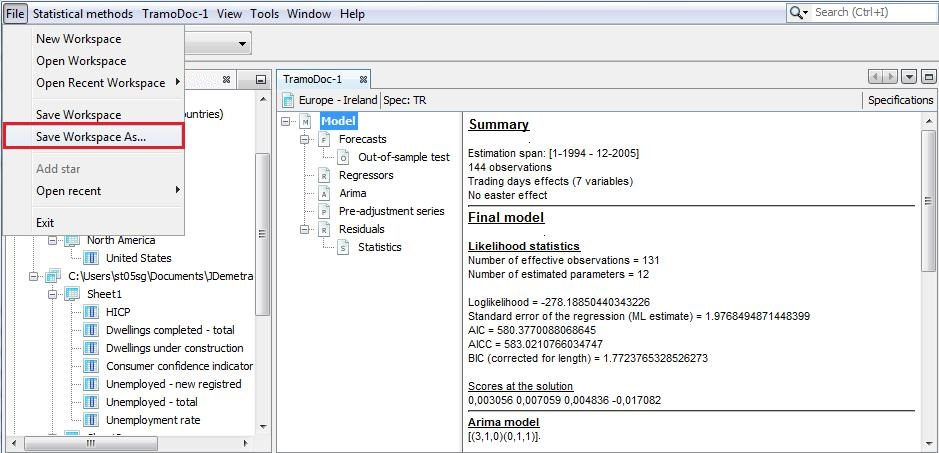 File Statistical methods TramoDoc-1 View Tools Window Help
Search (Ctrl+I)
New Workspace
Open Workspace
Open Recent Workspace
Save Workspace
Save Workspace As...
Add star
Open recent
Exit
ountries)
North America
United States
C:\Users\st05sg\Documents\JDemetra
Sheet1
HICP
Dwellings completed - total
Dwellings under construction
Consumer confidence indicator
Unemployed - new registred
Unemployed - total
Unemployment rate
TramoDoc-1
Europe - Ireland Spec: TR
Specifications
Model
Forecasts
Out-of-sample test
Regressors
Arima
Pre-adjustment series
Residuals
Statistics
Summary
Estimation span: [1-1994 - 12-2005]
144 observations
Trading days effects (7 variables)
No easter effect
Final model
Likelihood statistics
Number of effective observations = 131
Number of estimated parameters = 12
Loglikelihood = -278.18850440343226
Standard error of the regression (ML estimate) = 1.9768494871448399
AIC = 580.3770088068645
AICC = 583.0210766034747
BIC (corrected for length) = 1.7723765328526273
Scores at the solution
0,003056 0,007059 0,004836 -0,017082
Arima model
[(3,1,0)(0,1,1)].